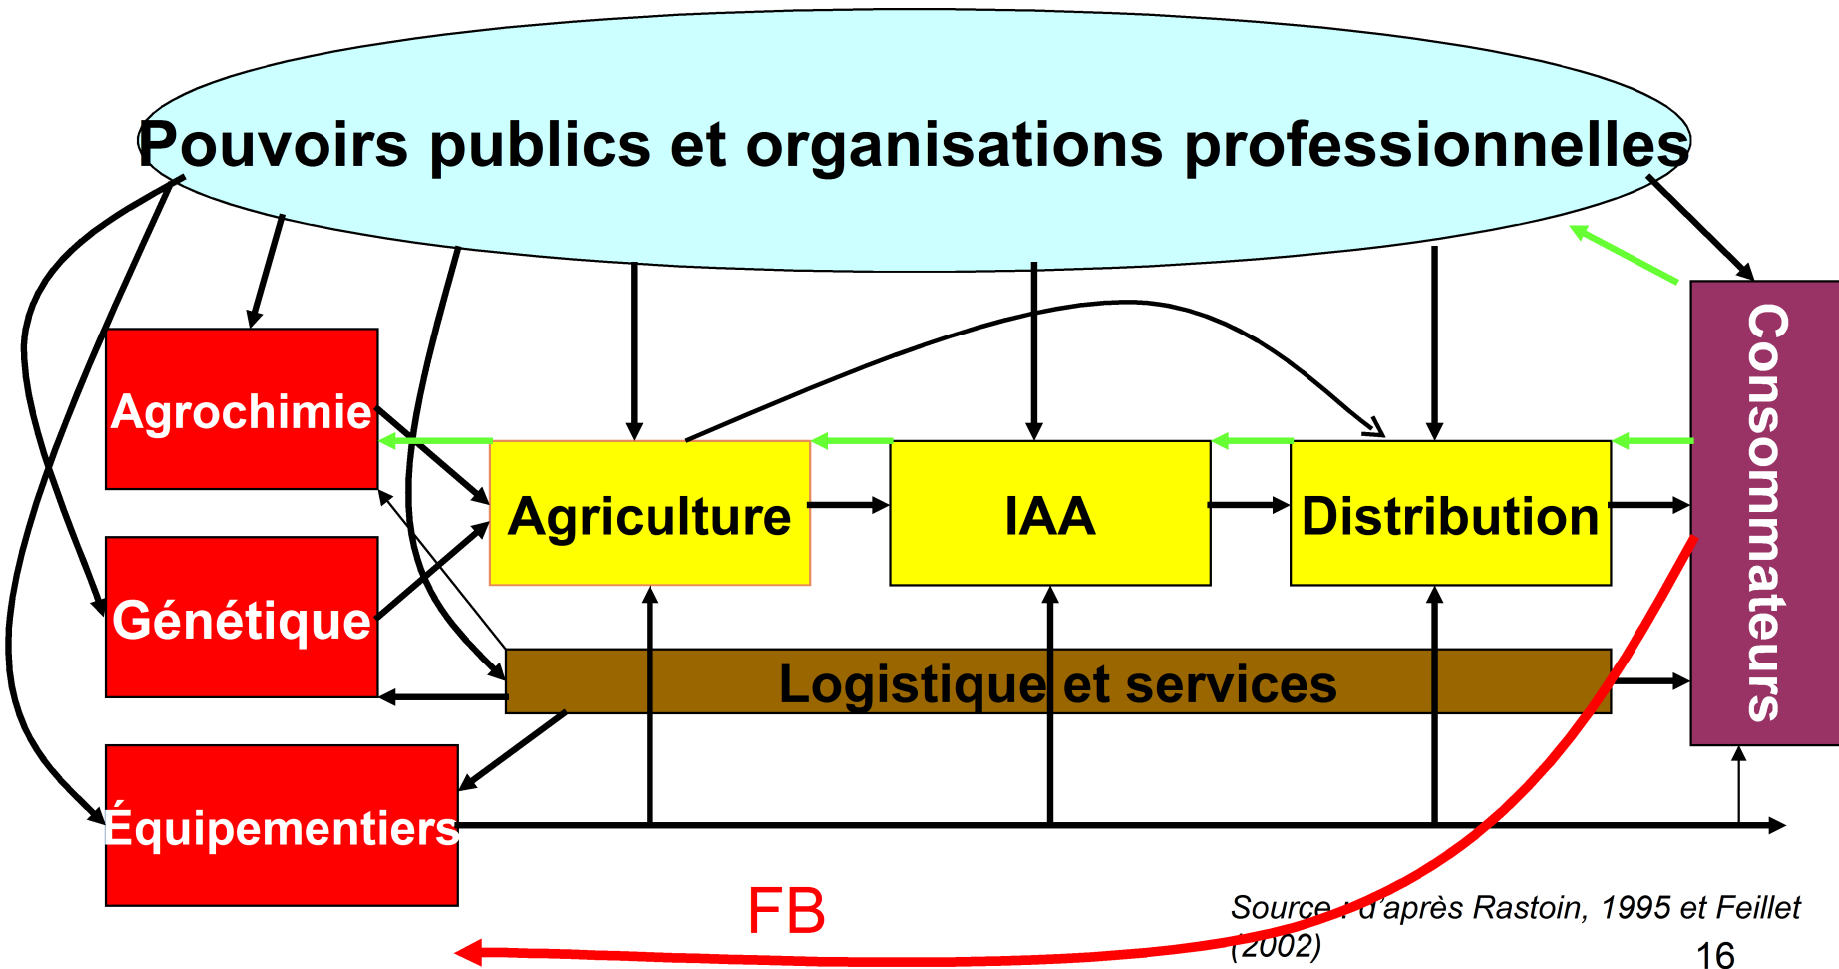 Pouvoirs publics et organisations professionnelles
Consommateurs
Agrochimie
Agriculture
IAA
Distribution
Génétique
Logistique et services
Équipementiers
FB
Source : d’après Rastoin, 1995 et Feillet
(2002)
16